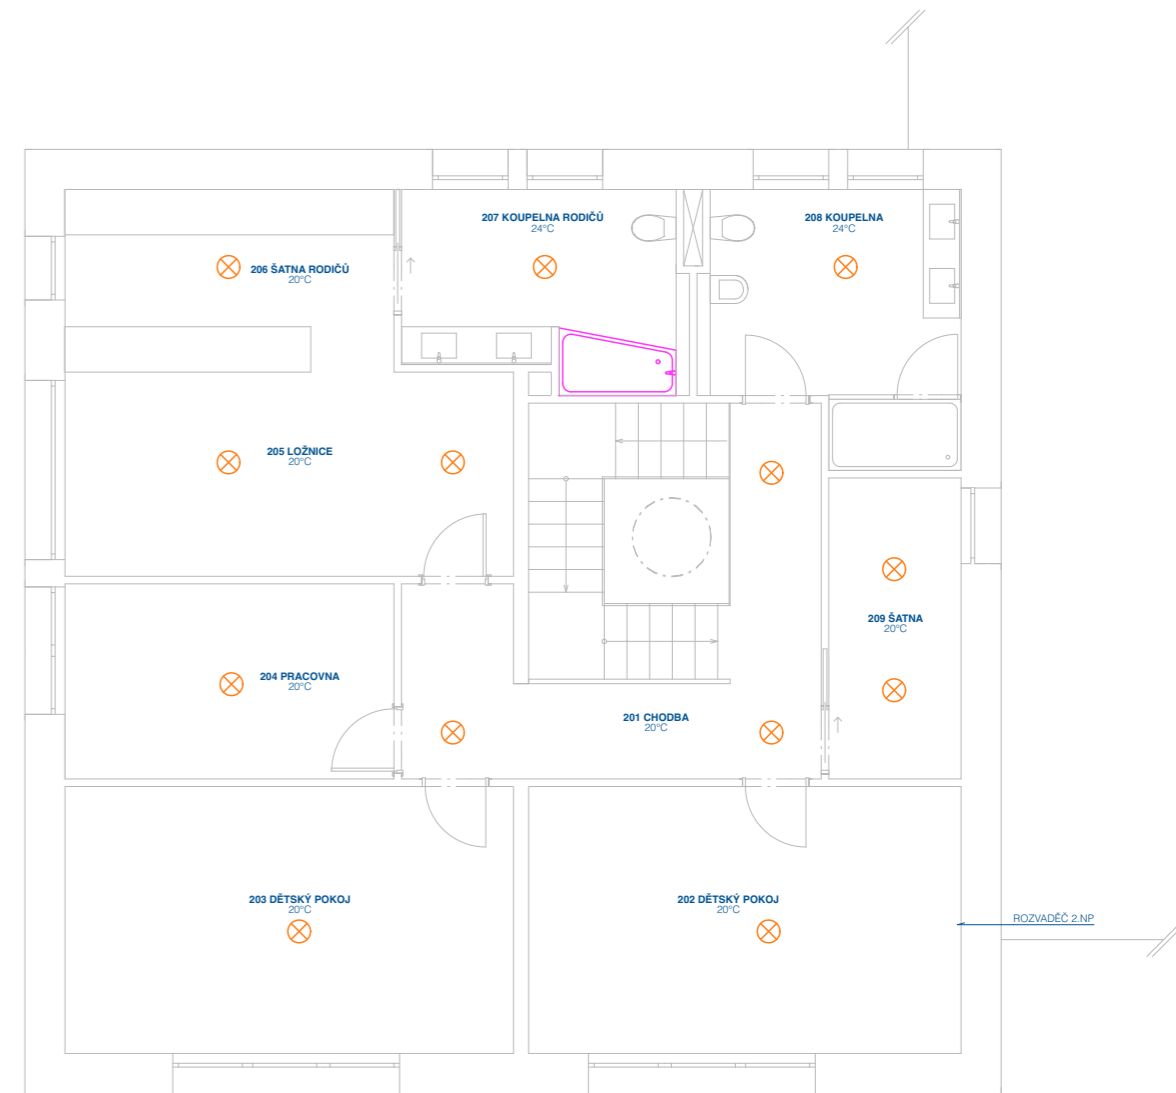 207 KOUPELNA RODIČŮ
24°C
208 KOUPELNA
24°C
206 ŠATNA RODIČŮ
20°C
205 LOŽNICE
20°C
209 ŠATNA
20°C
204 PRACOVNA
20°C
201 CHODBA
20°C
203 DĚTSKÝ POKOJ
20°C
202 DĚTSKÝ POKOJ
20°C
ROZVADĚČ 2.NP